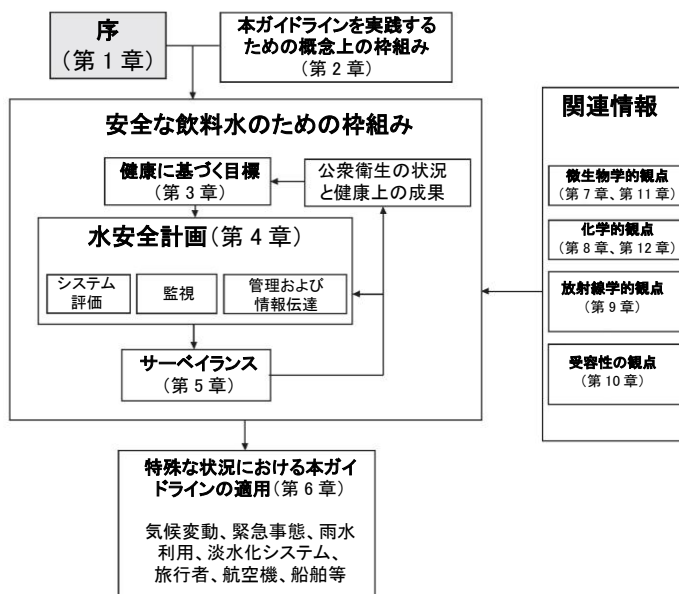 序
(第 1 章)
本ガイドラインを実践する
ための概念上の枠組み
(第 2 章)
安全な飲料水のための枠組み
健康に基づく目標
(第 3 章)
公衆衛生の状況
と健康上の成果
水安全計画(第 4 章)
システム
評価
監視
管理および
情報伝達
サーベイランス
(第 5 章)
関連情報
微生物学的観点
(第 7 章、第 11 章)
化学的観点
(第 8 章、第 12 章)
放射線学的観点
(第 9 章)
受容性の観点
(第 10 章)
特殊な状況における本ガイ
ドラインの適用(第 6 章)
気候変動、緊急事態、雨水
利用、淡水化システム、
旅行者、航空機、船舶等